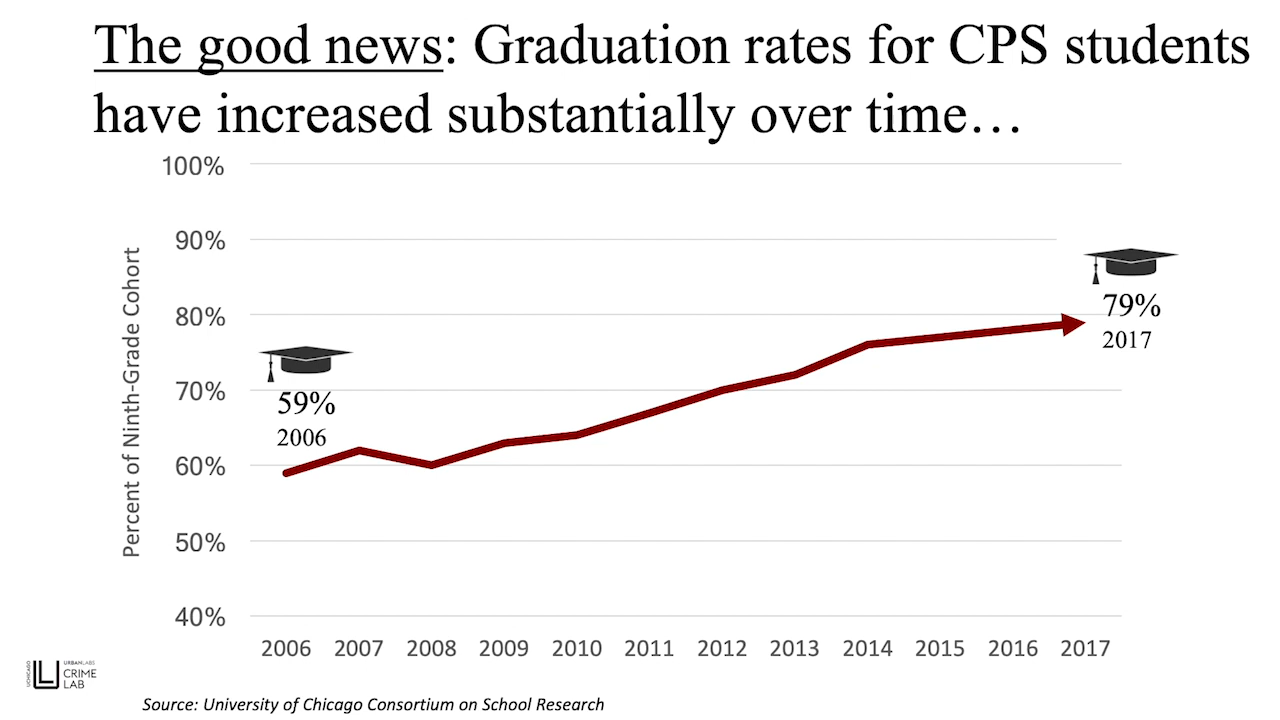 The good news: Graduation rates for CPS students
have increased substantially over time…
100%
90%
80%
70%
60%
50%
40%
Percent of Ninth-Grade Cohort
59%
2006
79%
2017
2006 2007 2008 2009 2010 2011 2012 2013 2014 2015 2016 2017
UCHICAGO
URBANLABS
CRIME
LAB
Source: University of Chicago Consortium on School Research